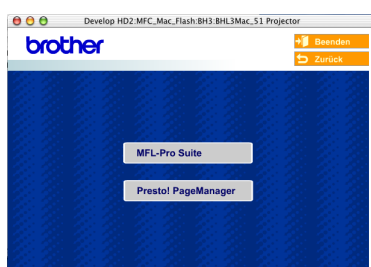 Develop HD2:MFC_Mac_Flash:BH3:BHL3Mac_51 Projector
brother
Beenden
Zurück
MFL-Pro Suite
Presto! PageManager